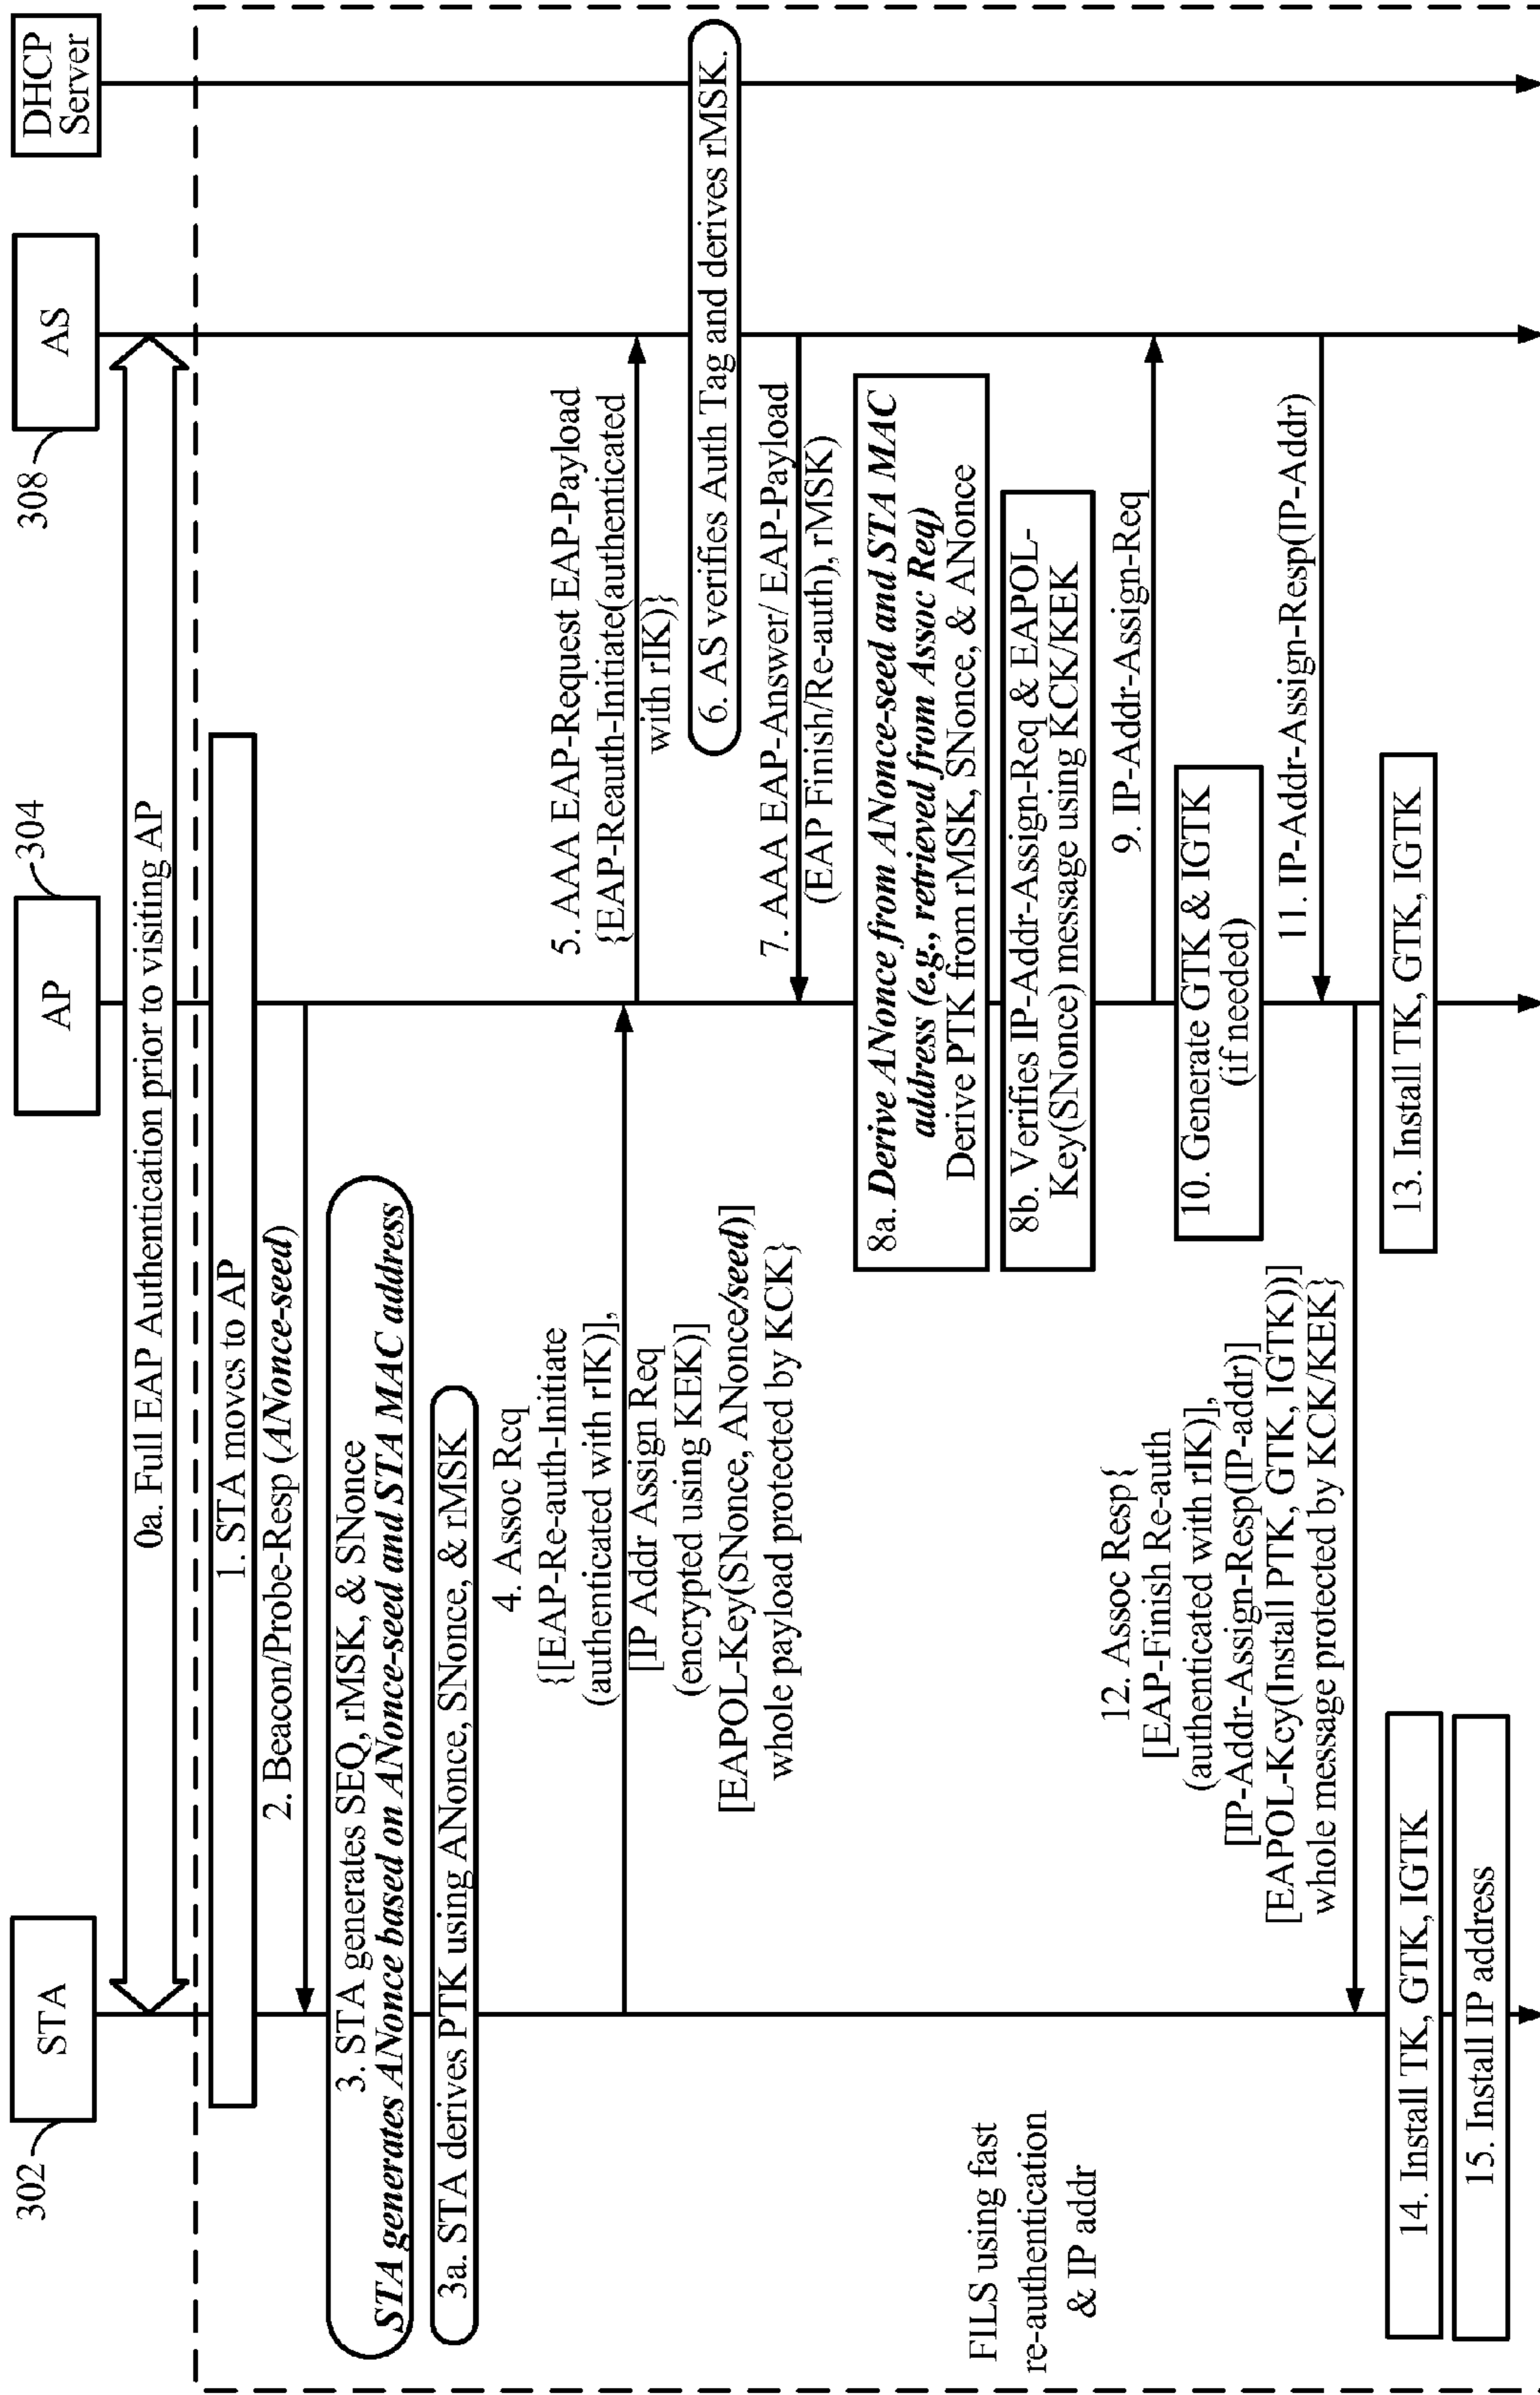 302
STA
AP
304
308
AS
DHCP
Server
0a. Full EAP Authentication prior to visiting AP
1. STA moves to AP
2. Beacon/Probe-Resp (ANonce-seed)
3. STA generates SEQ, rMSK, & SNonce
STA generates ANonce based on ANonce-seed and STA MAC address
3a. STA derives PTK using ANonce, SNonce, & rMSK
4. Assoc Req
{[EAP-Re-auth-Initiate
(authenticated with rIK)],
[IP Addr Assign Req
(encrypted using KEK)]
[EAPOL-Key(SNonce, ANonce/seed)]
whole payload protected by KCK}
5. AAA EAP-Request EAP-Payload
{EAP-Reauth-Initiate(authenticated
with rIK)}
6. AS verifies Auth Tag and derives rMSK.
7. AAA EAP-Answer/ EAP-Payload
(EAP Finish/Re-auth), rMSK)
8a. Derive ANonce from ANonce-seed and STA MAC
address (e.g., retrieved from Assoc Req)
Derive PTK from rMSK, SNonce, & ANonce
8b. Verifies IP-Addr-Assign-Req & EAPOL-
Key(SNonce) message using KCK/KEK
9. IP-Addr-Assign-Req
10. Generate GTK & IGTK
(if needed)
11. IP-Addr-Assign-Resp(IP-Addr)
FILS using fast
re-authentication
& IP addr
12. Assoc Resp{
[EAP-Finish Re-auth
(authenticated with rIK)],
[IP-Addr-Assign-Resp(IP-addr)]
[EAPOL-Key(Install PTK, GTK, IGTK))]
whole message protected by KCK/KEK}
13. Install TK, GTK, IGTK
14. Install TK, GTK, IGTK
15. Install IP address